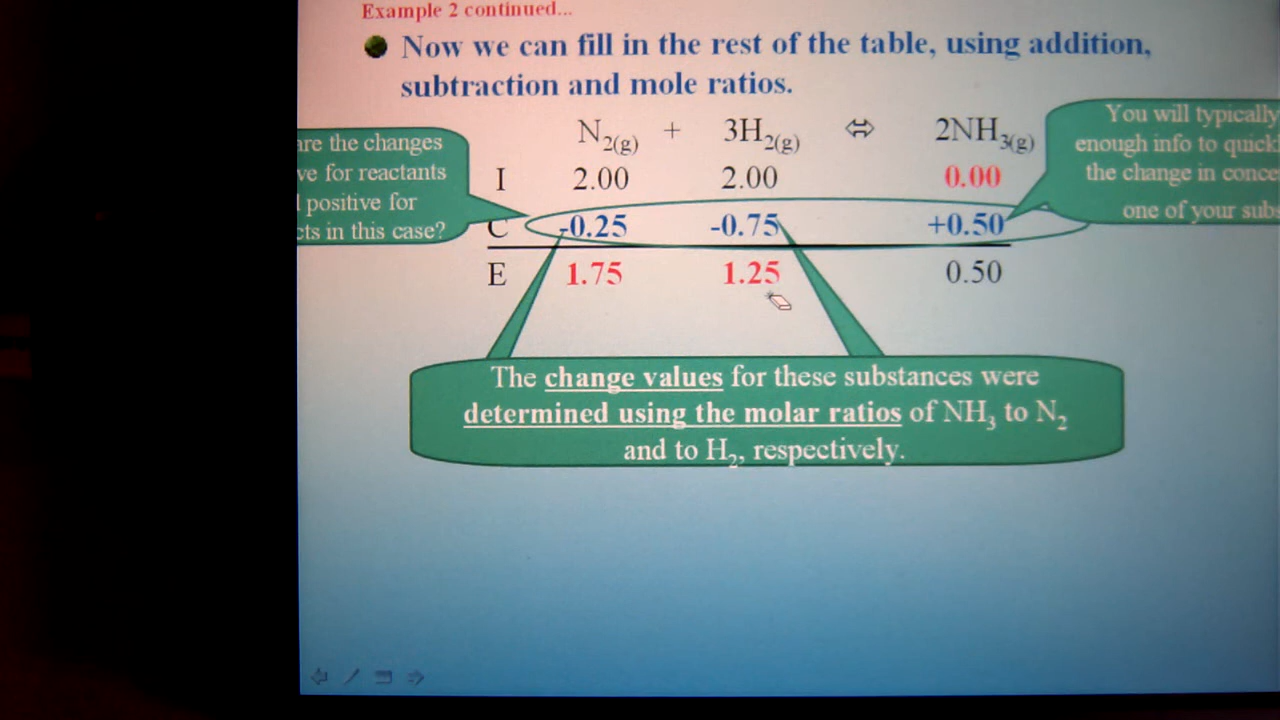 Example 2 continued...
Now we can fill in the rest of the table, using addition,
subtraction and mole ratios.
are the changes
ve for reactants
positive for
cts in this case?
You will typically
enough info to quick
the change in conce
one of your subs
N2(g) + 3H2(g) ⇔ 2NH3(g)
I 2.00 2.00 0.00
C -0.25 -0.75 +0.50
E 1.75 1.25 0.50
The change values for these substances were
determined using the molar ratios of NH3 to N2
and to H2, respectively.